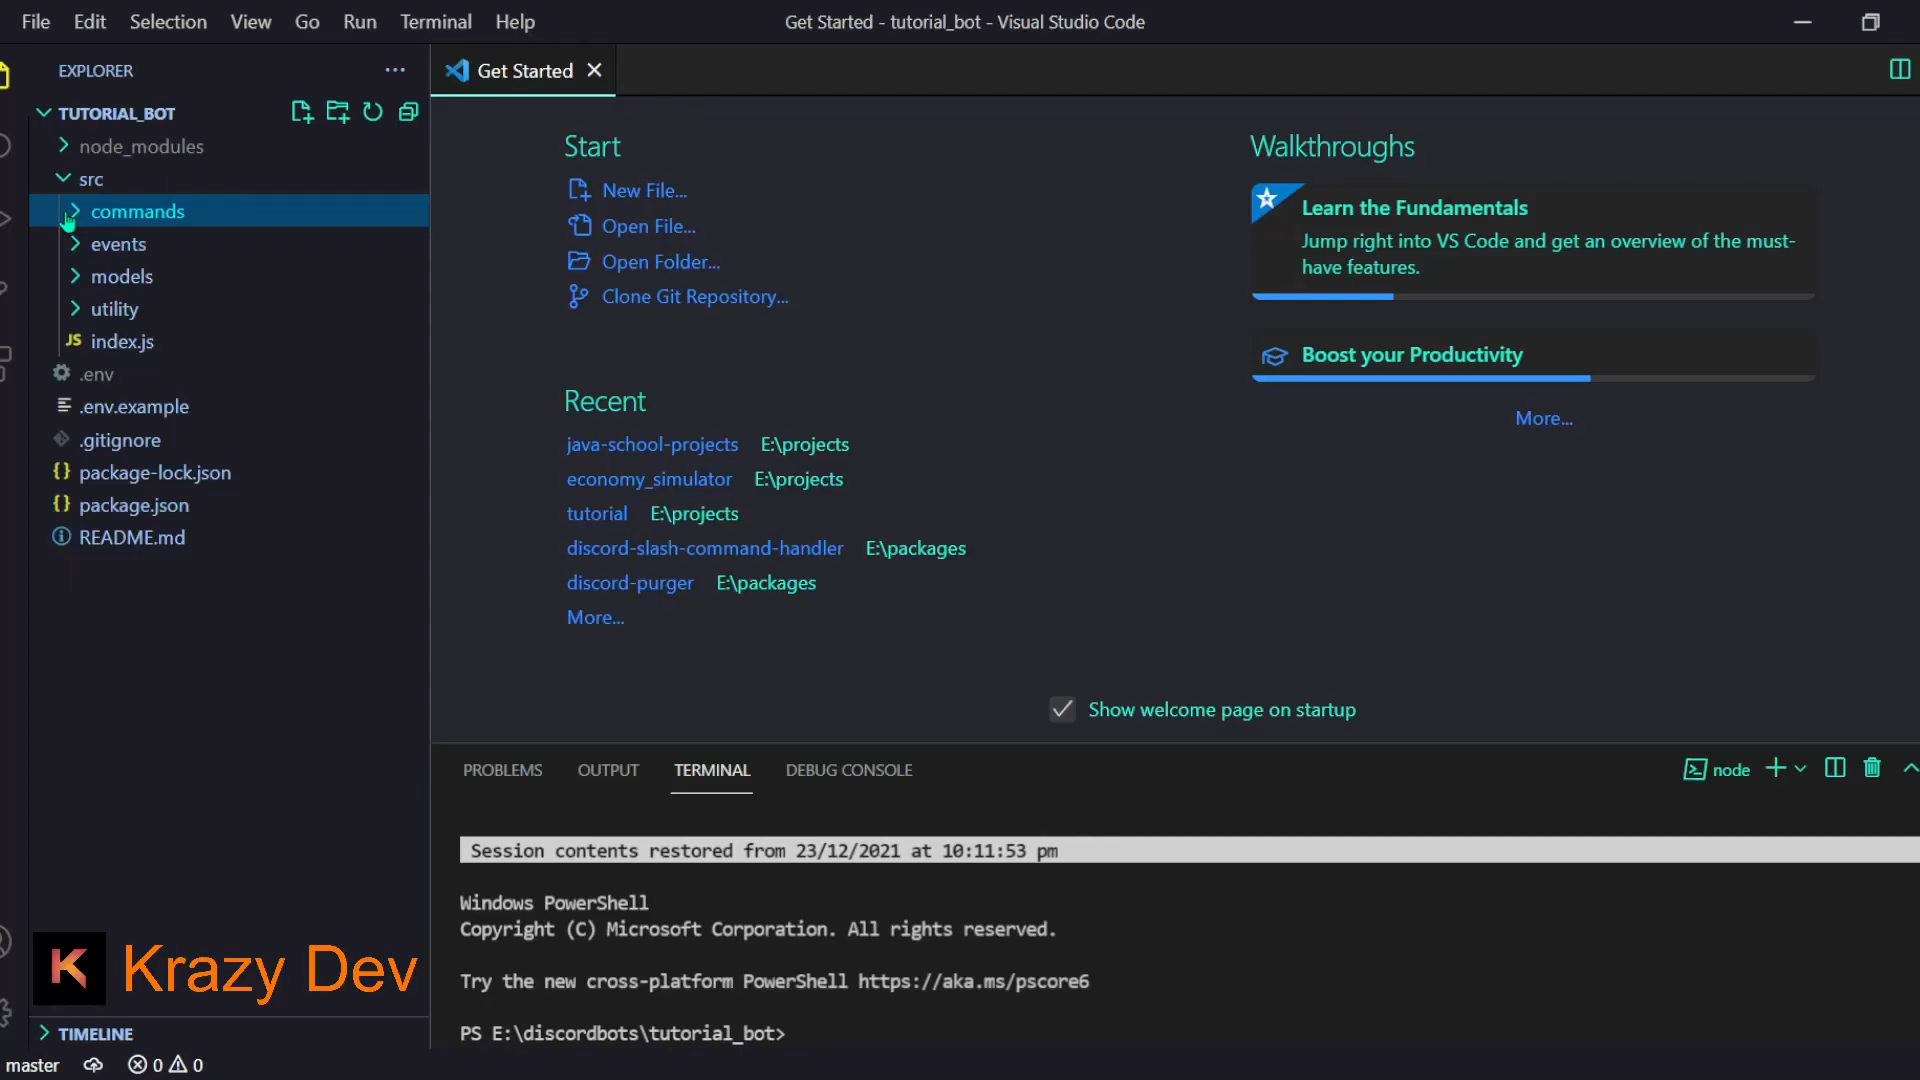 File Edit Selection View Go Run Terminal Help
Get Started - tutorial_bot - Visual Studio Code
EXPLORER
TUTORIAL_BOT
node_modules
src
commands
events
models
utility
JS index.js
.env
.env.example
.gitignore
{} package-lock.json
{} package.json
README.md
K Krazy Dev
TIMELINE
master 0 0
Get Started
Start
New File...
Open File...
Open Folder...
Clone Git Repository...
Recent
java-school-projects E:\projects
economy_simulator E:\projects
tutorial E:\projects
discord-slash-command-handler E:\packages
discord-purger E:\packages
More...
Walkthroughs
Learn the Fundamentals
Jump right into VS Code and get an overview of the must-
have features.
Boost your Productivity
More...
Show welcome page on startup
PROBLEMS OUTPUT TERMINAL DEBUG CONSOLE
node
Session contents restored from 23/12/2021 at 10:11:53 pm
Windows PowerShell
Copyright (C) Microsoft Corporation. All rights reserved.
Try the new cross-platform PowerShell https://aka.ms/pscore6
PS E:\discordbots\tutorial_bot>